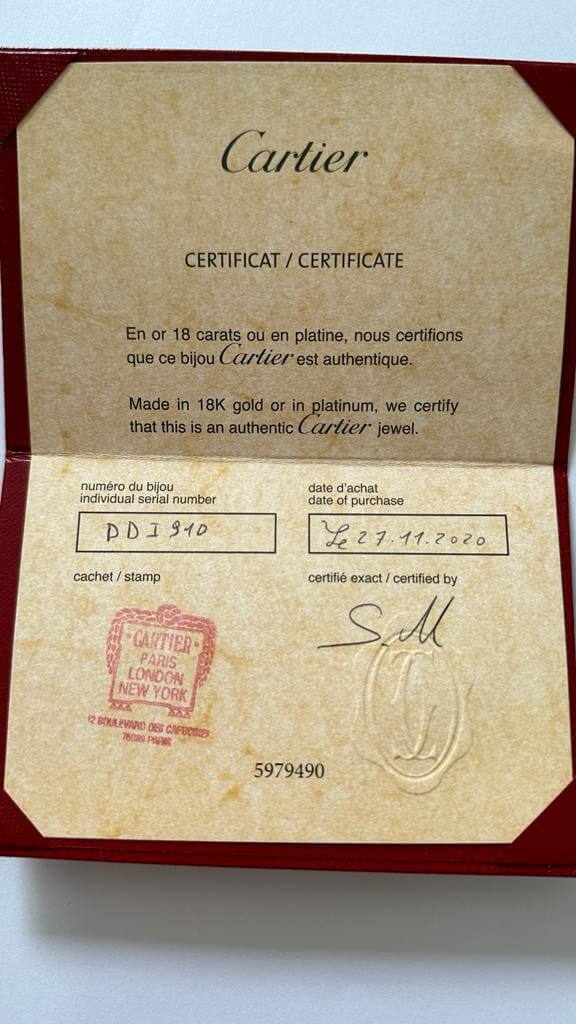 Cartier
CERTIFICAT / CERTIFICATE
En or 18 carats ou en platine, nous certifions
que ce bijou Cartier est authentique.
Made in 18K gold or in platinum, we certify
that this is an authentic Cartier jewel.
numéro du bijou
individual serial number
DDI910
date d'achat
date of purchase
Le 27.11.2020
cachet / stamp
certifié exact / certified by
S.M
CARTIER
PARIS
LONDON
NEW YORK
12 BOULEVARD DES CAPUCINES
PARIS
5979490